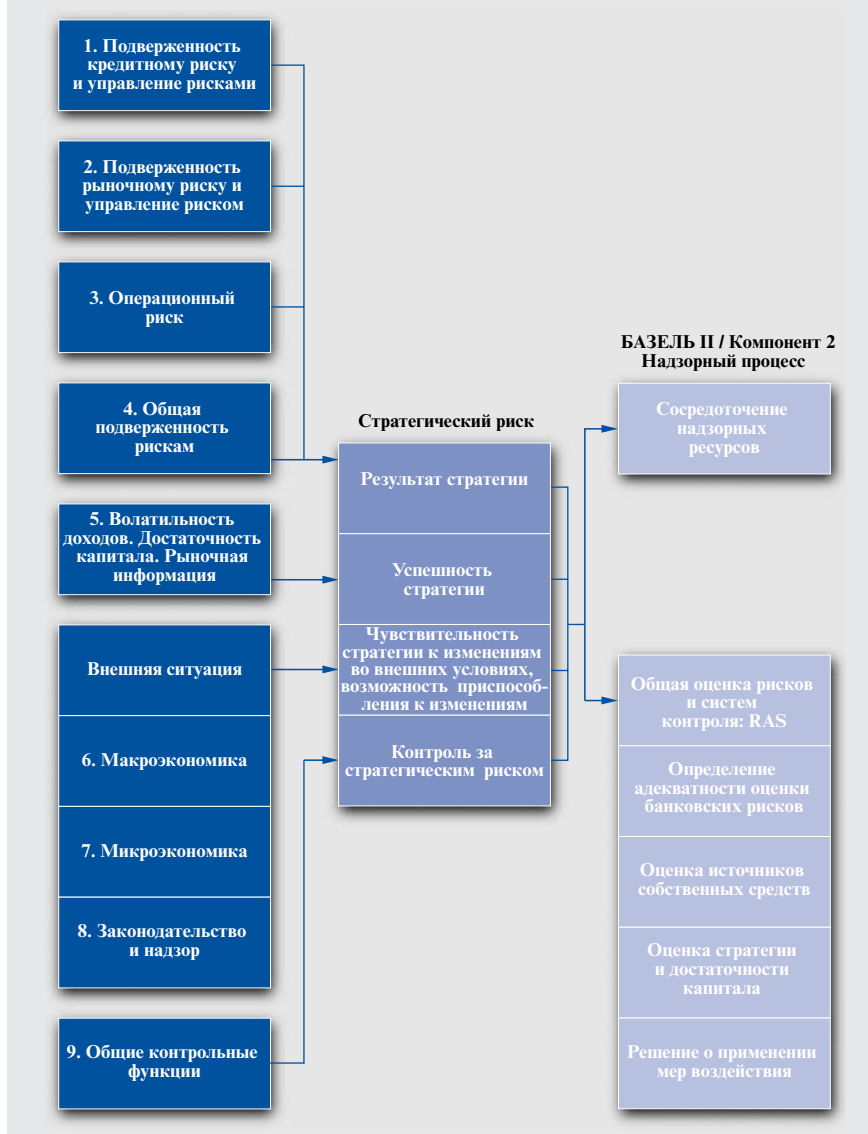 1. Подверженность
кредитному риску
и управление рисками
2. Подверженность
рыночному риску и
управление риском
3. Операционный
риск
4. Общая
подверженность
рискам
5. Волатильность
доходов. Достаточность
капитала. Рыночная
информация
Внешняя ситуация
6. Макроэкономика
7. Микроэкономика
8. Законодательство
и надзор
9. Общие контрольные
функции
Стратегический риск
Результат стратегии
Успешность
стратегии
Чувствительность
стратегии к изменениям
во внешних условиях,
возможность приспособ-
ления к изменениям
Контроль за
стратегическим риском
БАЗЕЛЬ II / Компонент 2
Надзорный процесс
Сосредоточение
надзорных
ресурсов
Общая оценка рисков
и систем
контроля: RAS
Определение
адекватности оценки
банковских рисков
Оценка источников
собственных средств
Оценка стратегии
и достаточности
капитала
Решение о применении
мер воздействия